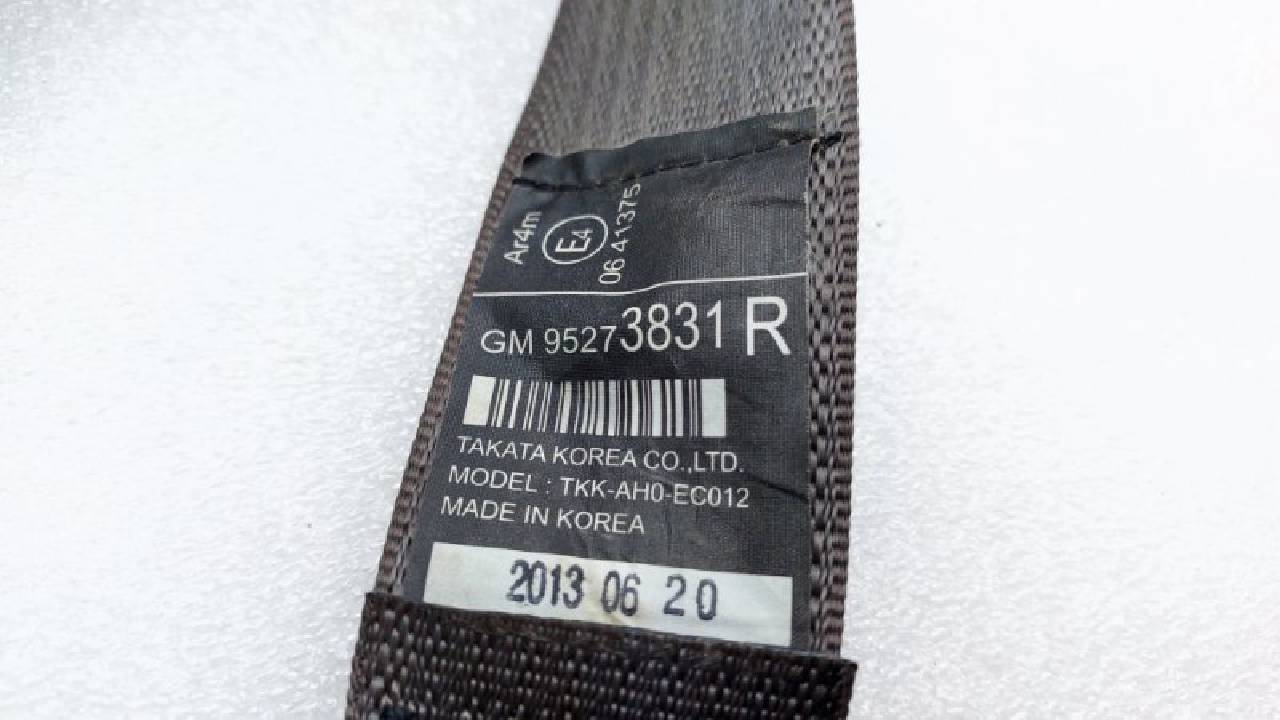 Ar4m
E4
06 41375
GM 95273831 R
TAKATA KOREA CO.,LTD.
MODEL : TKK-AH0-EC012
MADE IN KOREA
2013 06 20